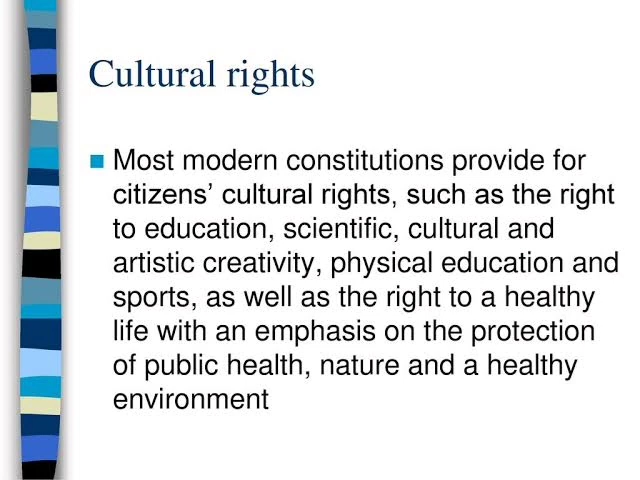 Cultural rights
Most modern constitutions provide for
citizens’ cultural rights, such as the right
to education, scientific, cultural and
artistic creativity, physical education and
sports, as well as the right to a healthy
life with an emphasis on the protection
of public health, nature and a healthy
environment